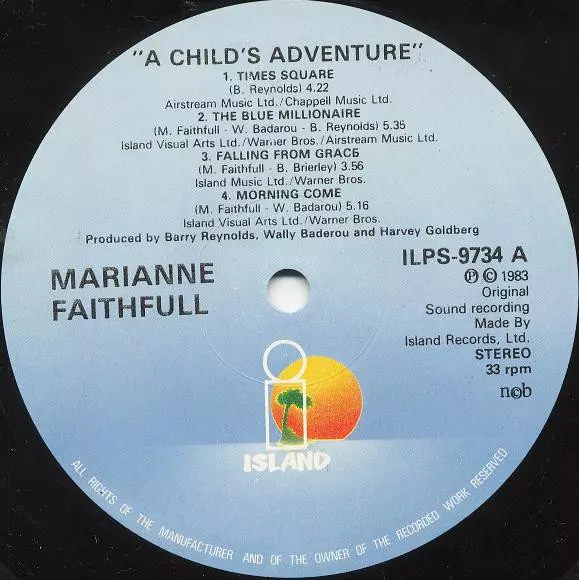 "A CHILD'S ADVENTURE"
1. TIMES SQUARE
(B. Reynolds) 4.22
Airstream Music Ltd./Chappell Music Ltd.
2. THE BLUE MILLIONAIRE
(M. Faithfull - W. Badarou - B. Reynolds) 5.35
Island Visual Arts Ltd./Warner Bros./Airstream Music Ltd.
3. FALLING FROM GRACE
(M. Faithfull - B. Brierley) 3.56
Island Music Ltd./Warner Bros.
4. MORNING COME
(M. Faithfull - W. Badarou) 5.16
Island Visual Arts Ltd./Warner Bros.
Produced by Barry Reynolds, Wally Baderou and Harvey Goldberg
MARIANNE
FAITHFULL
ILPS-9734 A
℗ © 1983
Original
Sound recording
Made By
Island Records, Ltd.
STEREO
33 rpm
n©b
i
ISLAND
ALL RIGHTS OF THE MANUFACTURER AND OF THE OWNER OF THE RECORDED WORK RESERVED